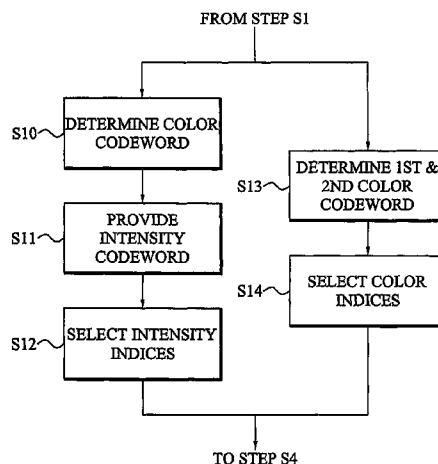 FROM STEP S1
S10
DETERMINE COLOR
CODEWORD
S11
PROVIDE
INTENSITY
CODEWORD
S12
SELECT INTENSITY
INDICES
S13
DETERMINE 1ST &
2ND COLOR
CODEWORD
S14
SELECT COLOR
INDICES
TO STEP S4